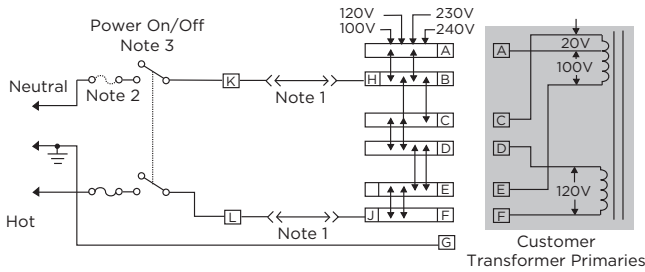 120V
230V
100V
240V
Power On/Off
Note 3
A
A
20V
100V
Neutral
Note 2
K
Note 1
H
B
C
C
D
D
E
E
120V
Hot
L
Note 1
J
F
F
G
Customer
Transformer Primaries